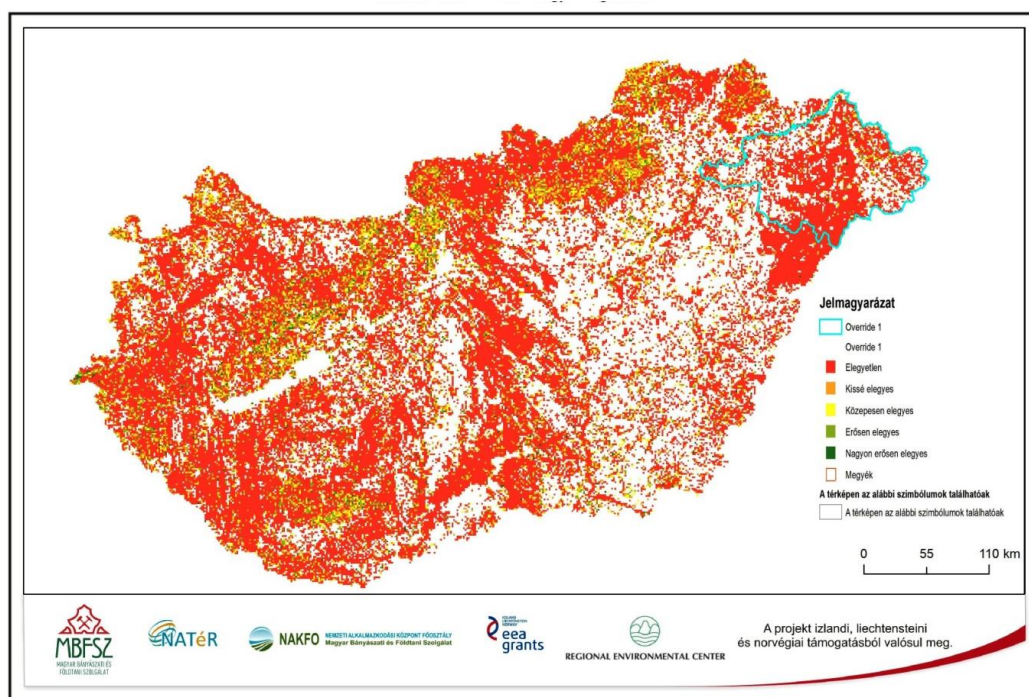 Jelmagyarázat
Override 1
Override 1
Elegyetlen
Kissé elegyes
Közepesen elegyes
Erősen elegyes
Nagyon erősen elegyes
Megyék
A térképen az alábbi szimbólumok találhatóak
A térképen az alábbi szimbólumok találhatóak
0 55 110 km
MBFSZ
MAGYAR BÁNYÁSZATI ÉS
FÖLDTANI SZOLGÁLAT
NATéR
NAKFO
NEMZETI ALKALMAZKODÁSI KÖZPONT FŐOSZTÁLY
Magyar Bányászati és Földtani Szolgálat
ICELAND
LIECHTENSTEIN
NORWAY
eea
grants
REGIONAL ENVIRONMENTAL CENTER
A projekt izlandi, liechtensteini
és norvégiai támogatásból valósul meg.